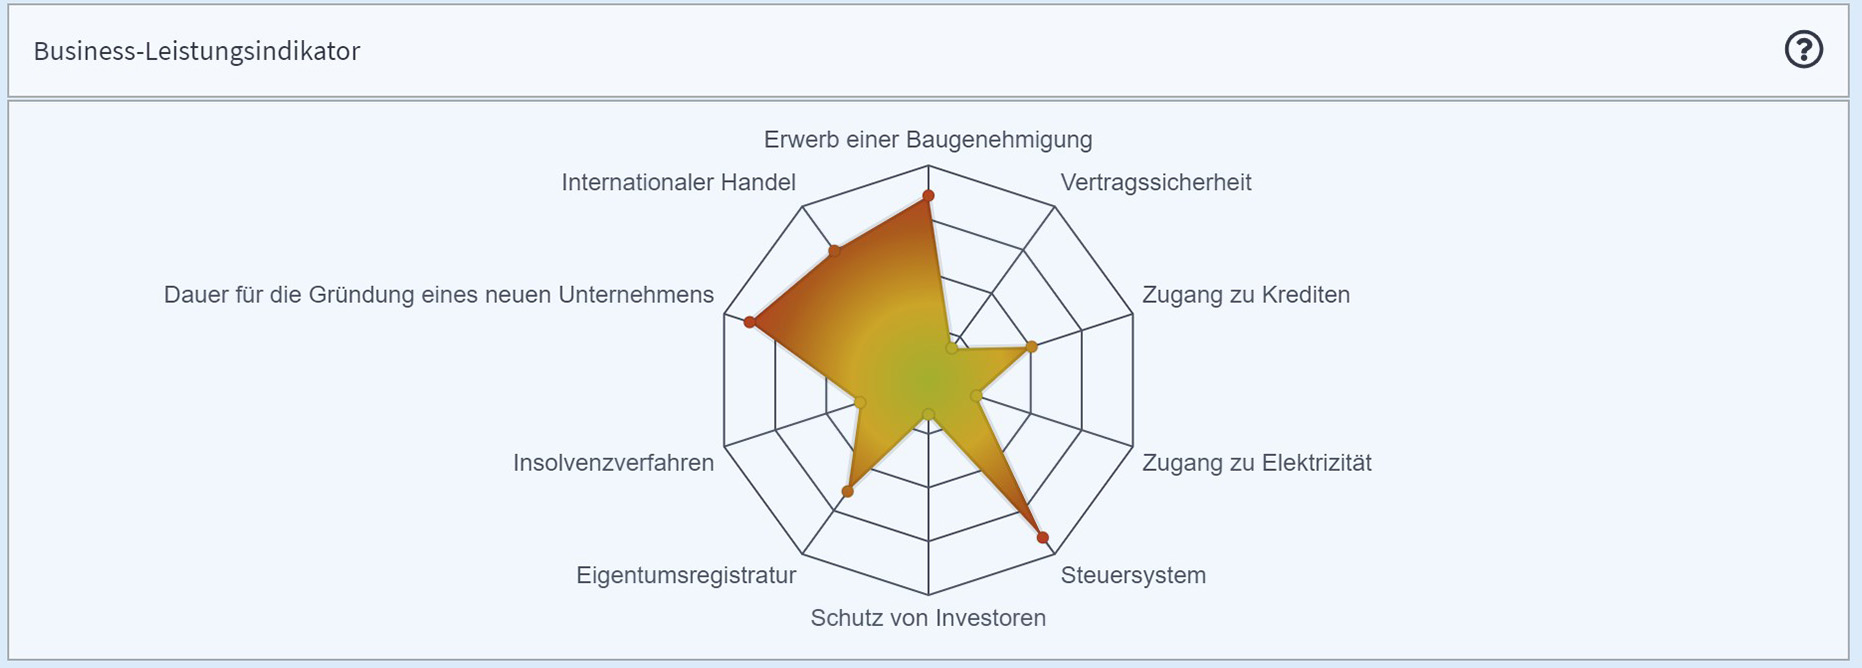 Business-Leistungsindikator
?
Erwerb einer Baugenehmigung
Internationaler Handel
Vertragssicherheit
Dauer für die Gründung eines neuen Unternehmens
Zugang zu Krediten
Insolvenzverfahren
Zugang zu Elektrizität
Eigentumsregistratur
Steuersystem
Schutz von Investoren